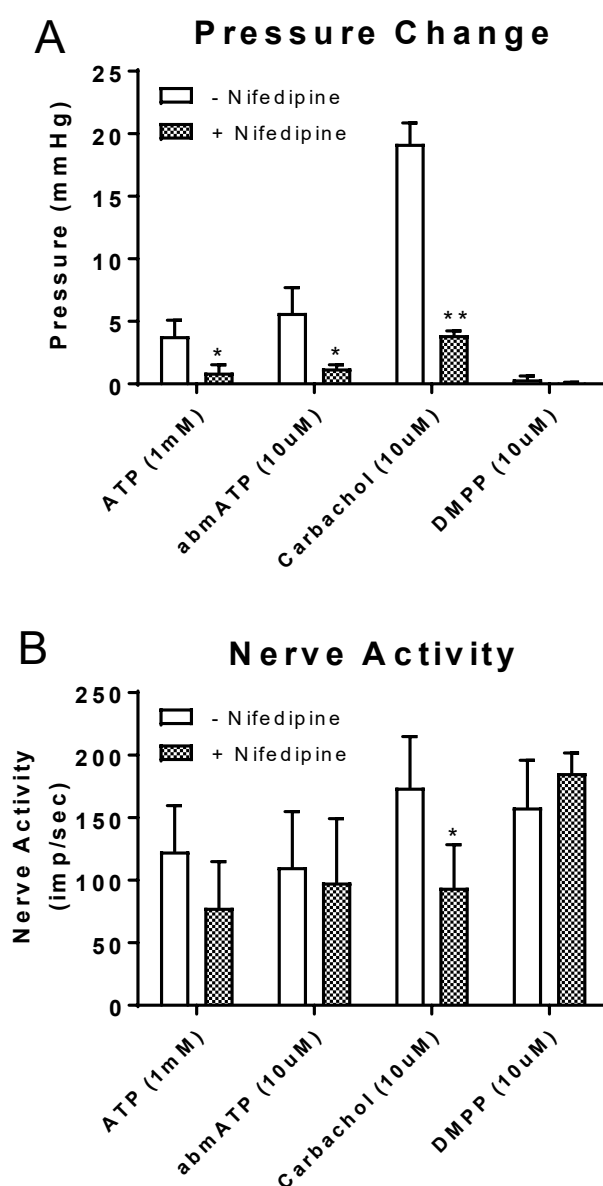 A
Pressure Change
Pressure (mmHg)
25
20
15
10
5
0
- Nifedipine
+ Nifedipine
*
*
**
ATP (1mM)
abmATP (10uM)
Carbachol (10uM)
DMPP (10uM)
B
Nerve Activity
Nerve Activity
(imp/sec)
250
200
150
100
50
0
- Nifedipine
+ Nifedipine
*
ATP (1mM)
abmATP (10uM)
Carbachol (10uM)
DMPP (10uM)